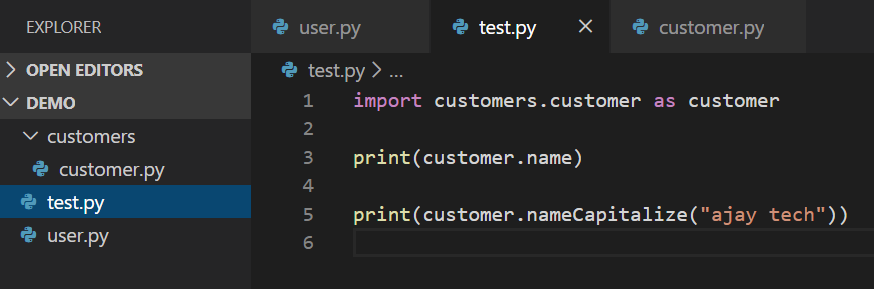 EXPLORER
OPEN EDITORS
DEMO
customers
customer.py
test.py
user.py
user.py test.py customer.py
test.py > ...
1 import customers.customer as customer
2
3 print(customer.name)
4
5 print(customer.nameCapitalize("ajay tech"))
6